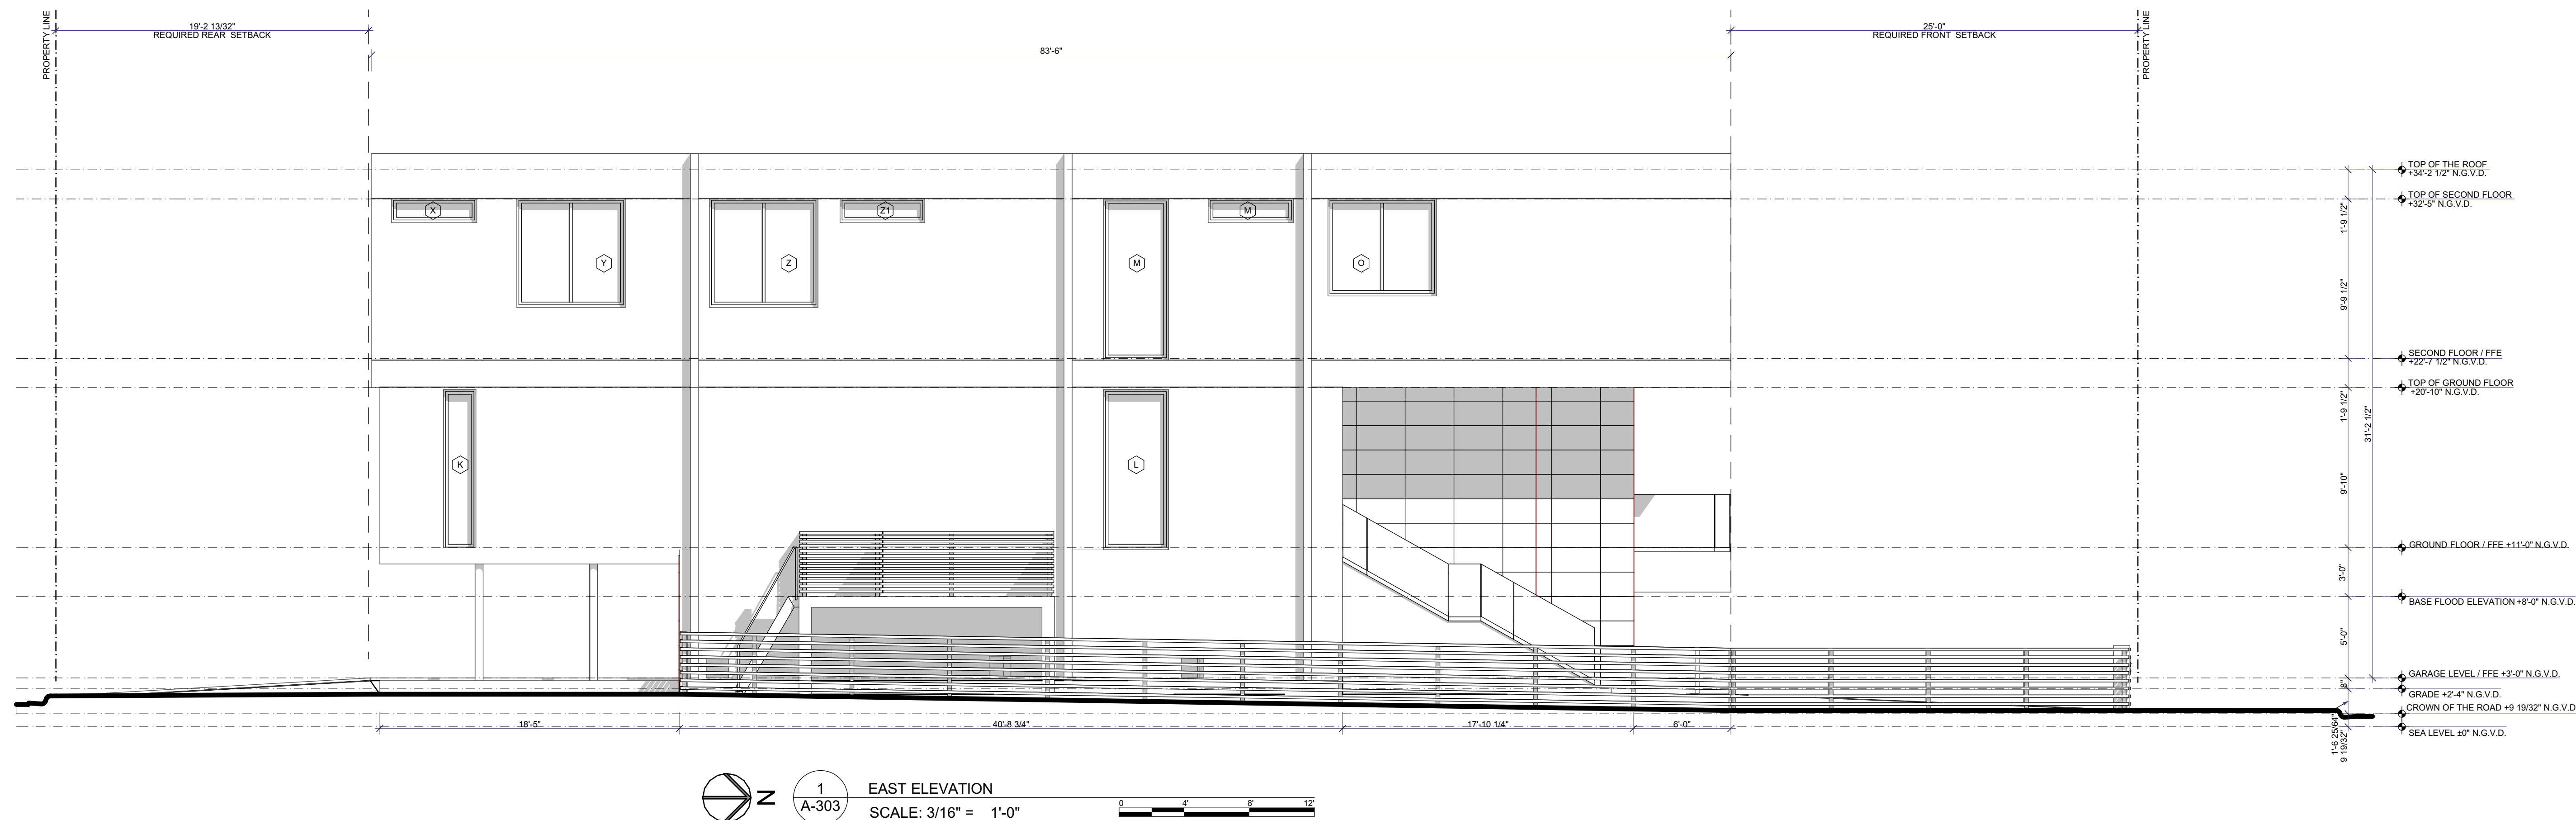 PROPERTY LINE
19'-2 13/32"
REQUIRED REAR SETBACK
83'-6"
25'-0"
REQUIRED FRONT SETBACK
PROPERTY LINE
TOP OF THE ROOF
+34'-2 1/2" N.G.V.D.
TOP OF SECOND FLOOR
+32'-5" N.G.V.D.
X
Y
Z
Z1
M
M
O
1'-9 1/2"
9'-9 1/2"
SECOND FLOOR / FFE
+22'-7 1/2" N.G.V.D.
TOP OF GROUND FLOOR
+20'-10" N.G.V.D.
1'-9 1/2"
31'-2 1/2"
K
L
9'-10"
GROUND FLOOR / FFE +11'-0" N.G.V.D.
3'-0"
BASE FLOOD ELEVATION +8'-0" N.G.V.D.
5'-0"
GARAGE LEVEL / FFE +3'-0" N.G.V.D.
8"
GRADE +2'-4" N.G.V.D.
CROWN OF THE ROAD +9 19/32" N.G.V.D
1'-6 25/64"
9 19/32"
SEA LEVEL ±0" N.G.V.D.
18'-5"
40'-8 3/4"
17'-10 1/4"
6'-0"
N
1
A-303
EAST ELEVATION
SCALE: 3/16" = 1'-0"
0 4' 8' 12'